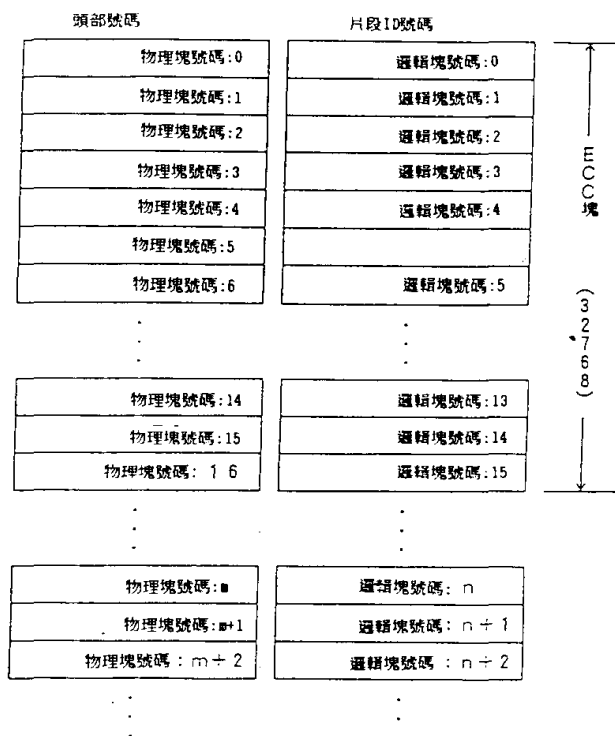 頭部號碼
片段ID號碼
物理塊號碼:0
邏輯塊號碼:0
物理塊號碼:1
邏輯塊號碼:1
物理塊號碼:2
邏輯塊號碼:2
物理塊號碼:3
邏輯塊號碼:3
物理塊號碼:4
邏輯塊號碼:4
物理塊號碼:5
物理塊號碼:6
邏輯塊號碼:5
物理塊號碼:14
邏輯塊號碼:13
物理塊號碼:15
邏輯塊號碼:14
物理塊號碼: 16
邏輯塊號碼:15
ECC塊
(32768)
物理塊號碼:m
邏輯塊號碼: n
物理塊號碼:m+1
邏輯塊號碼: n+1
物理塊號碼: m+2
邏輯塊號碼: n+2